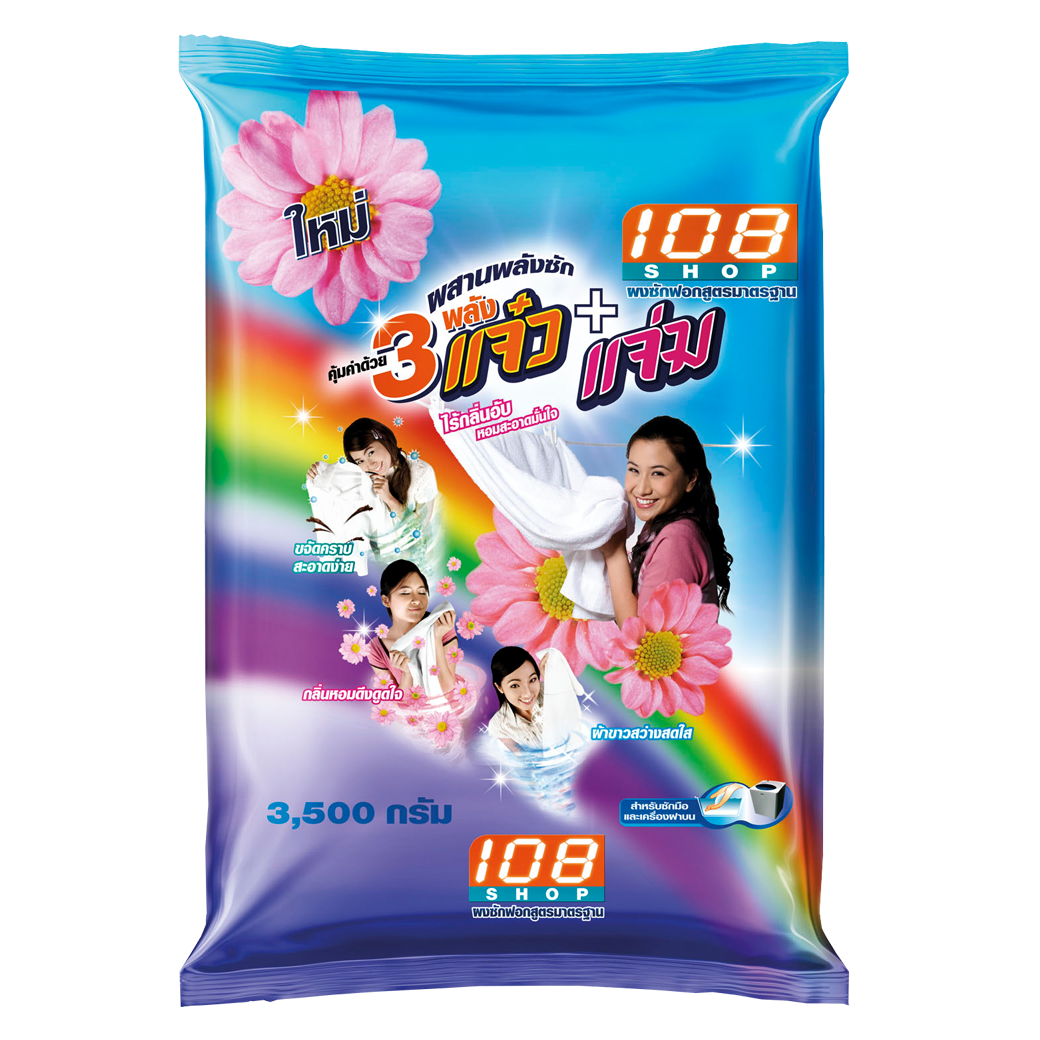 ใหม่
108
SHOP
ผงซักฟอกสูตรมาตรฐาน
ผสานพลังซัก
คุ้มค่าด้วย 3 พลัง แจ๋ว + แจ่ม
ไร้กลิ่นอับ
หอมสะอาดมั่นใจ
ขจัดคราบ
สะอาดง่าย
กลิ่นหอมดึงดูดใจ
ผ้าขาวสว่างสดใส
3,500 กรัม
สำหรับซักมือ
และเครื่องฝาบน
108
SHOP
ผงซักฟอกสูตรมาตรฐาน